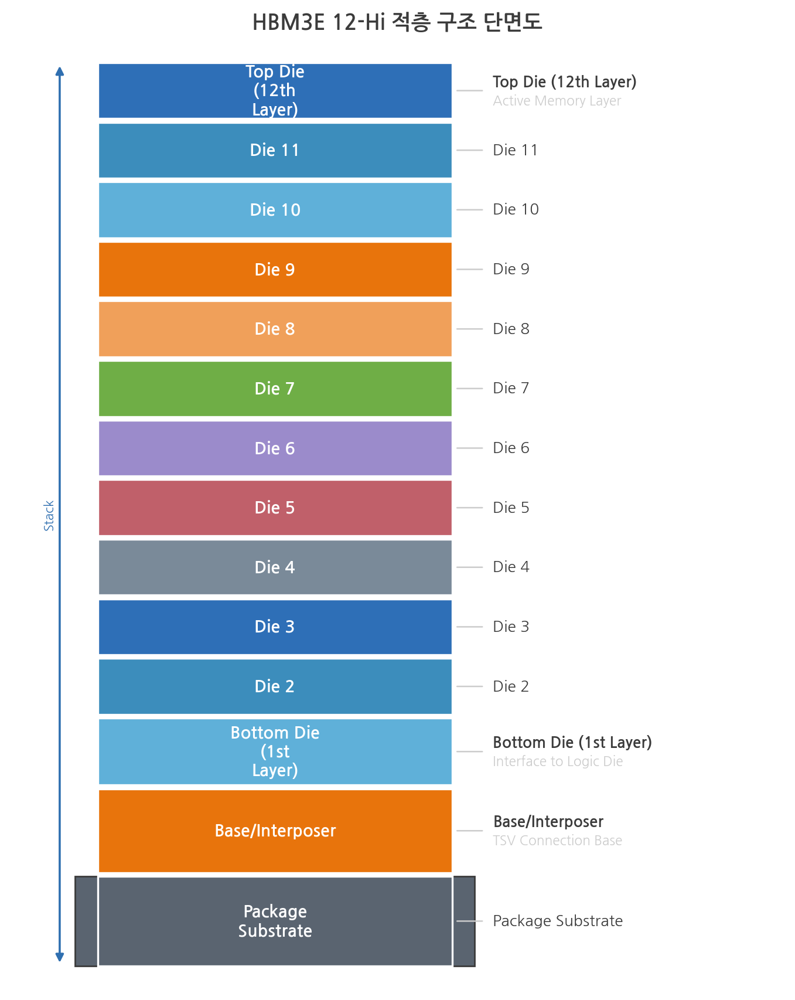 HBM3E 12-Hi 적층 구조 단면도
Top Die
(12th
Layer)
Top Die (12th Layer)
Active Memory Layer
Die 11
Die 11
Die 10
Die 10
Die 9
Die 9
Die 8
Die 8
Die 7
Die 7
Die 6
Die 6
Stack
Die 5
Die 5
Die 4
Die 4
Die 3
Die 3
Die 2
Die 2
Bottom Die
(1st
Layer)
Bottom Die (1st Layer)
Interface to Logic Die
Base/Interposer
Base/Interposer
TSV Connection Base
Package
Substrate
Package Substrate